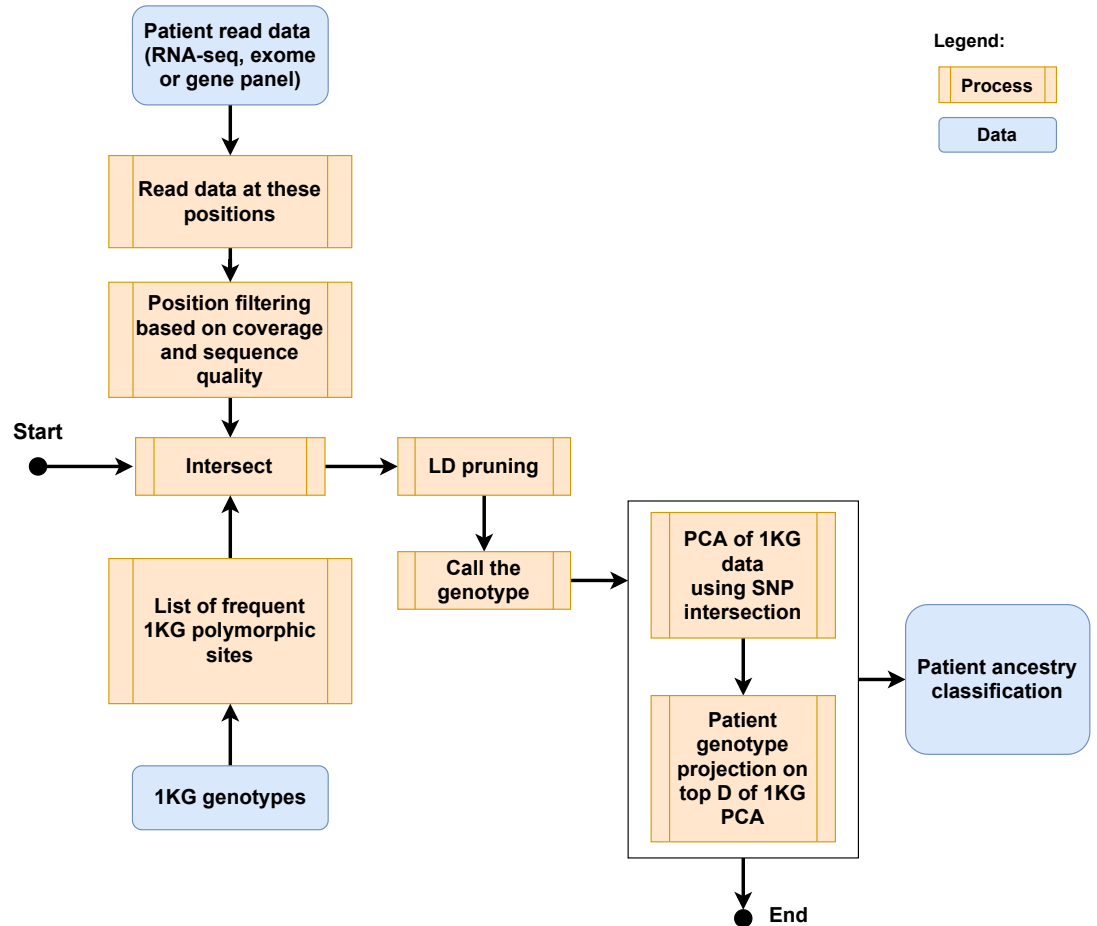 Patient read data
(RNA-seq, exome
or gene panel)
Legend:
Process
Data
Read data at these
positions
Position filtering
based on coverage
and sequence
quality
Start
Intersect
LD pruning
Call the
genotype
List of frequent
1KG polymorphic
sites
1KG genotypes
PCA of 1KG
data
using SNP
intersection
Patient
genotype
projection on
top D of 1KG
PCA
Patient ancestry
classification
End